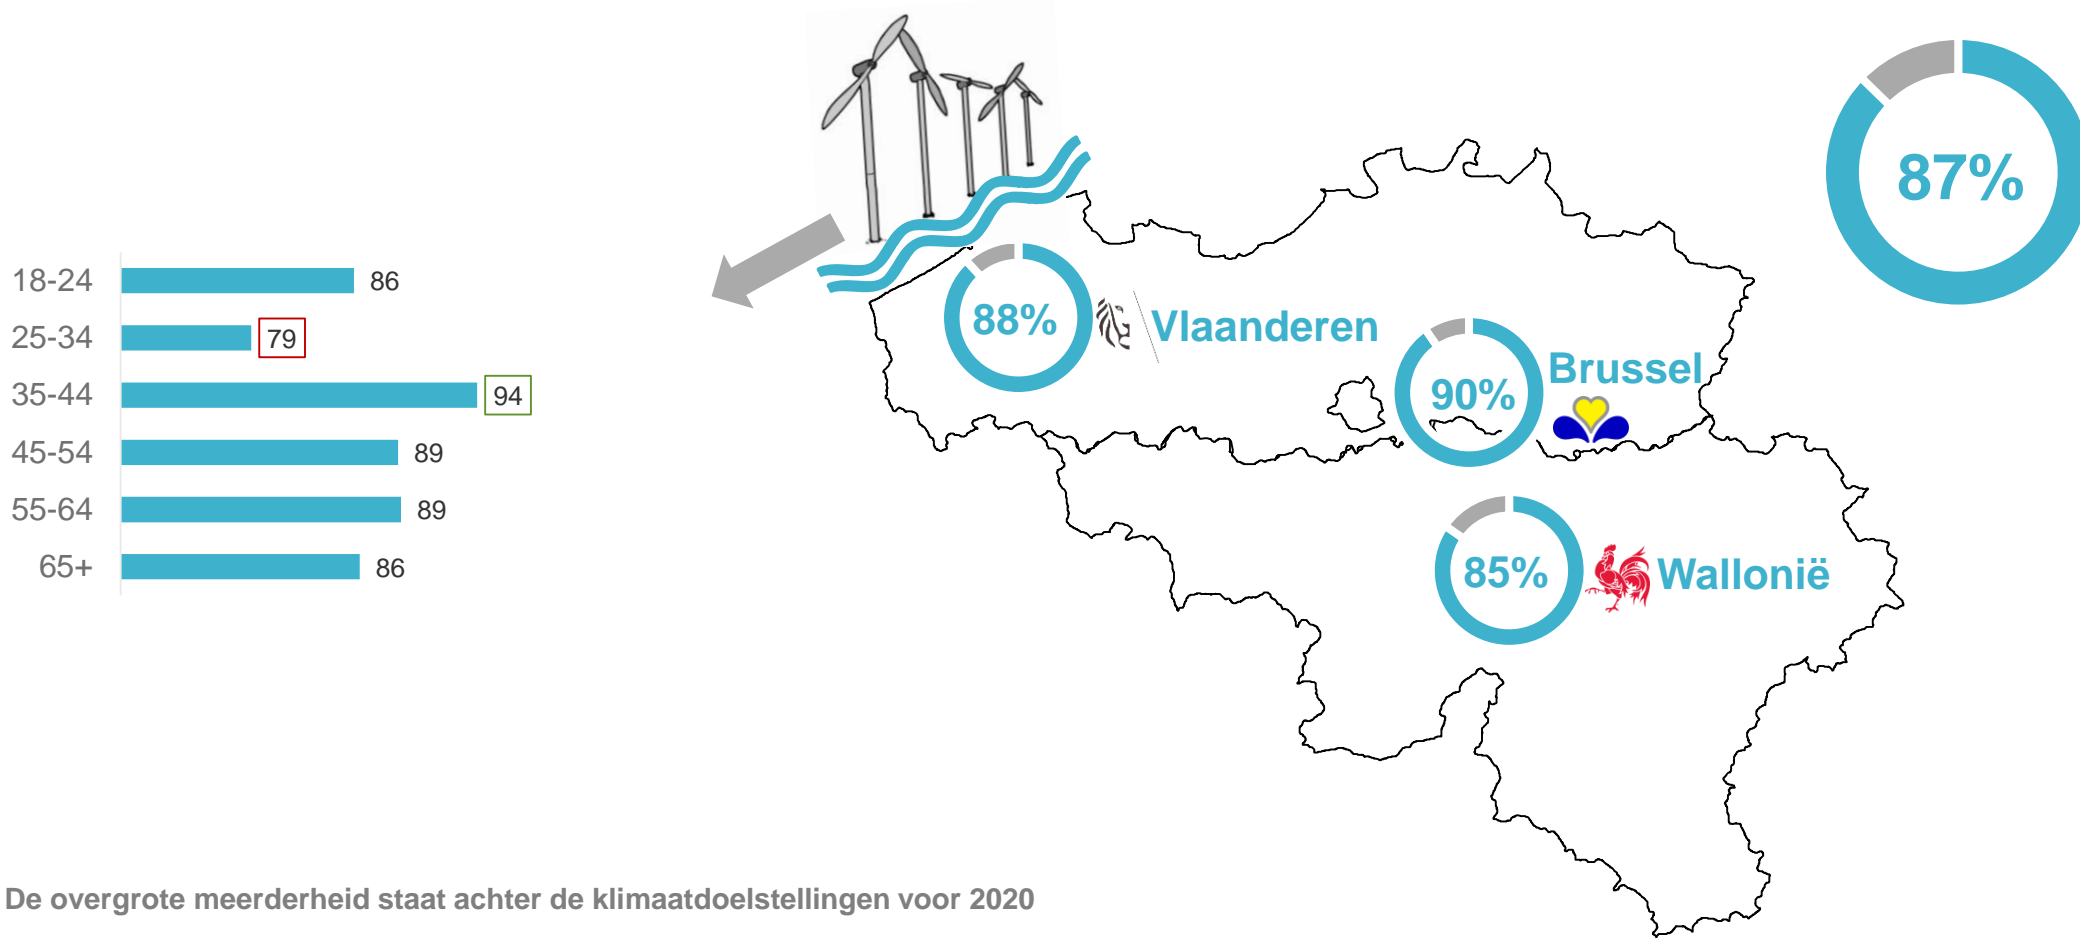 87%
18-24 86
25-34 79
35-44 94
45-54 89
55-64 89
65+ 86
88% Vlaanderen
90% Brussel
85% Wallonië
De overgrote meerderheid staat achter de klimaatdoelstellingen voor 2020